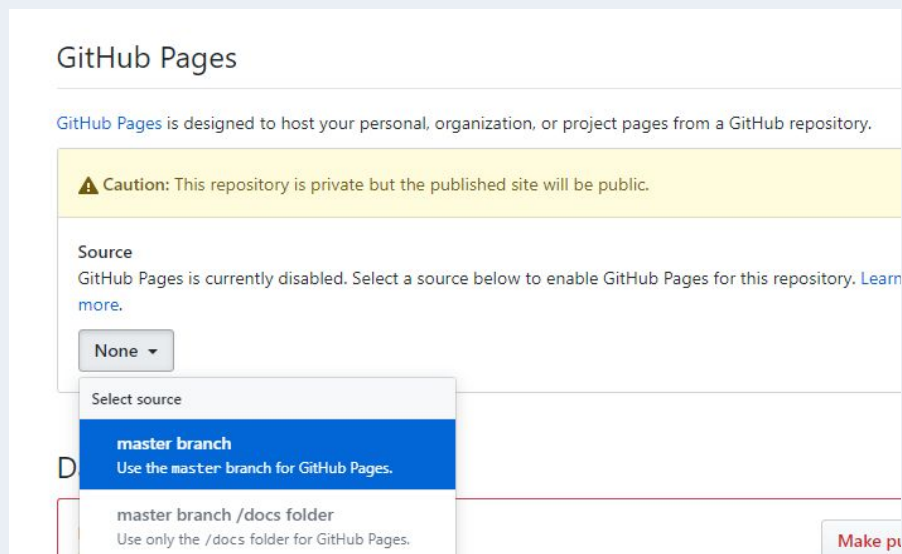 GitHub Pages
GitHub Pages is designed to host your personal, organization, or project pages from a GitHub repository.
Caution: This repository is private but the published site will be public.
Source
GitHub Pages is currently disabled. Select a source below to enable GitHub Pages for this repository. Learn
more.
None
Select source
master branch
Use the master branch for GitHub Pages.
D
master branch /docs folder
Use only the /docs folder for GitHub Pages.
Make pu